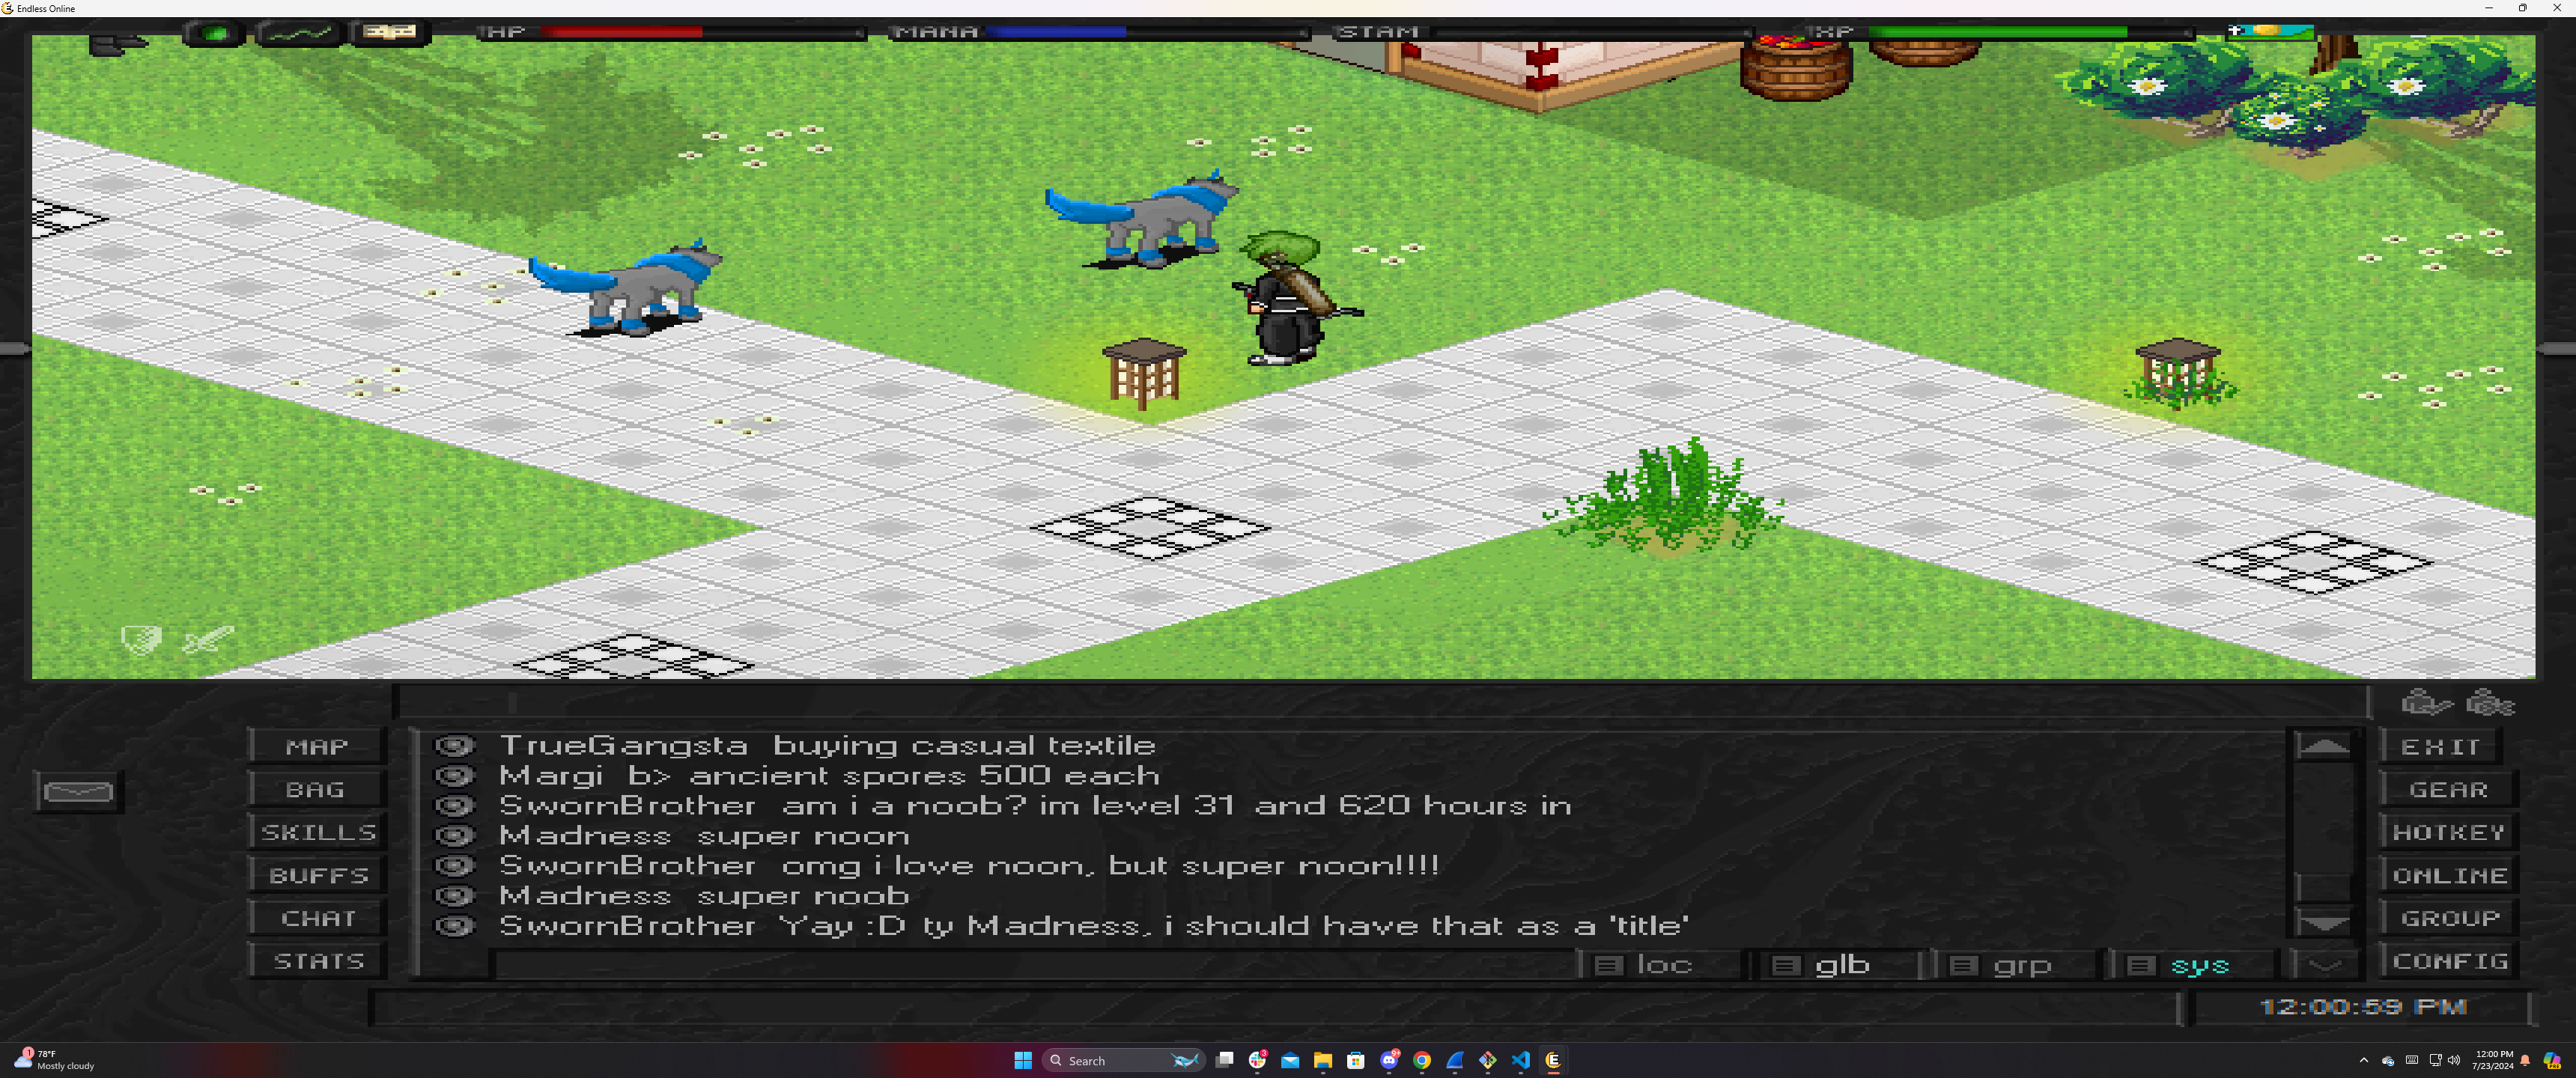 Endless Online
HP
MANA
STAM
XP
MAP
BAG
SKILLS
BUFFS
CHAT
STATS
TrueGangsta buying casual textile
Margi b> ancient spores 500 each
SwornBrother am i a noob? im level 31 and 620 hours in
Madness super noon
SwornBrother omg i love noon, but super noon!!!!
Madness super noob
SwornBrother Yay :D ty Madness, i should have that as a 'title'
loc glb grp sys
EXIT
GEAR
HOTKEY
ONLINE
GROUP
CONFIG
12:00:59 PM
1
78°F
Mostly cloudy
Search
3
9+
12:00 PM
7/23/2024